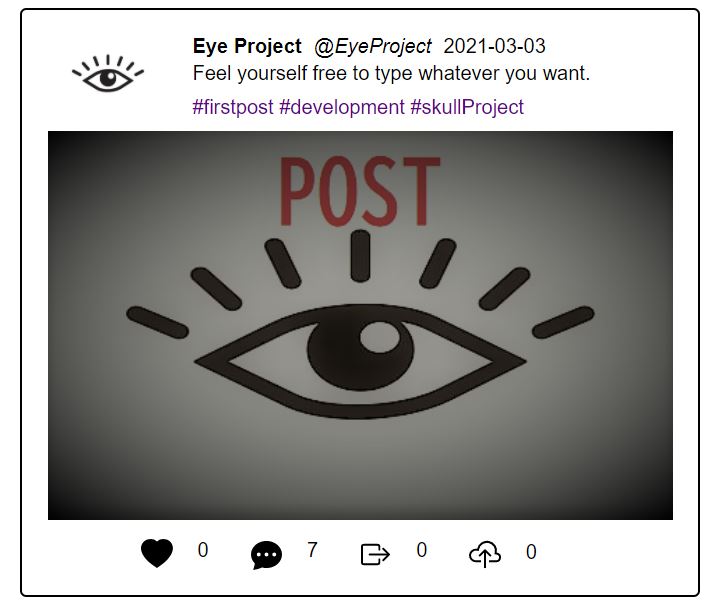 Eye Project @EyeProject 2021-03-03
Feel yourself free to type whatever you want.
#firstpost #development #skullProject
POST
0 7 0 0